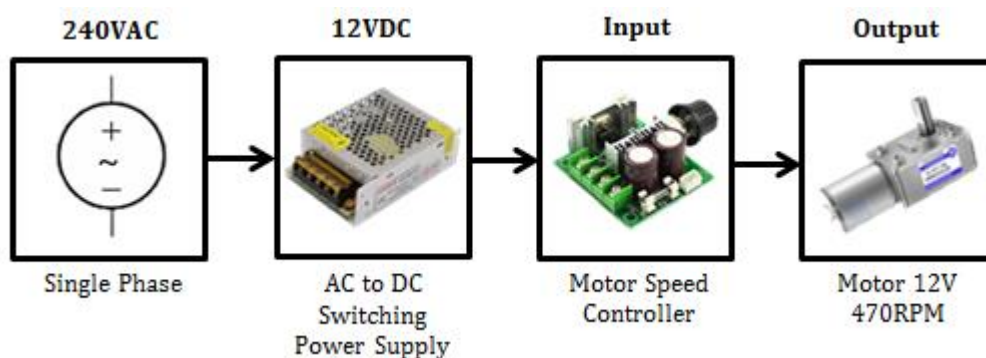 240VAC
12VDC
Input
Output
+
~
−
Single Phase
AC to DC
Switching
Power Supply
Motor Speed
Controller
Motor 12V
470RPM